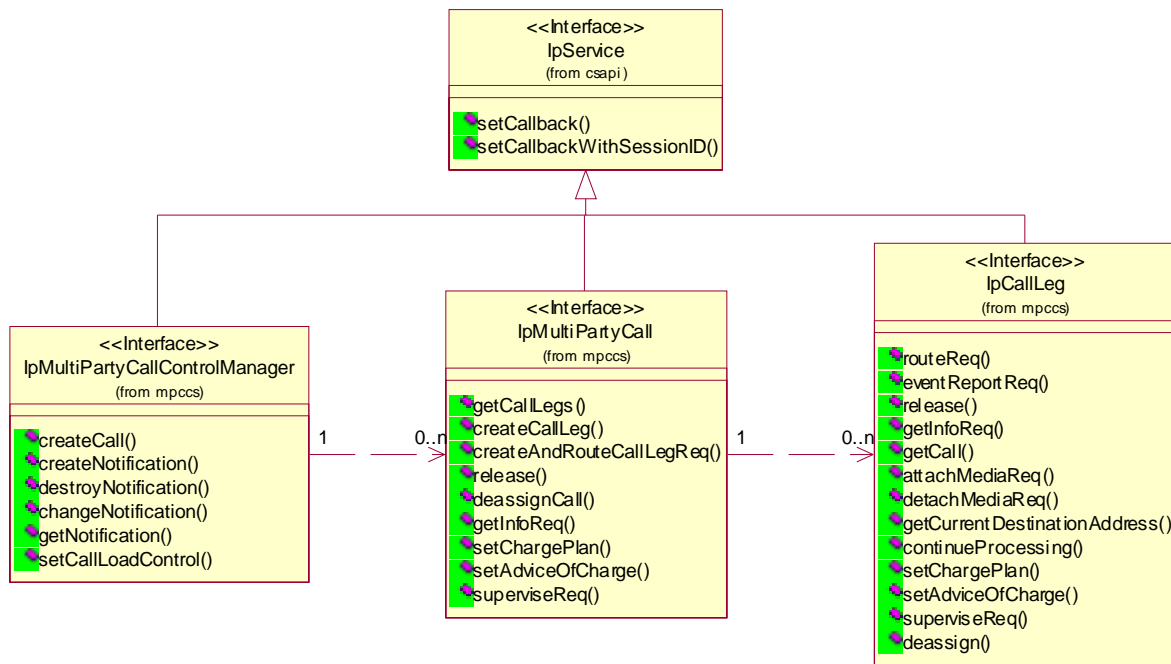 <<Interface>>
IpService
(from csapi)
setCallback()
setCallbackWithSessionID()
<<Interface>>
IpMultiPartyCallControlManager
(from mpccs)
createCall()
createNotification()
destroyNotification()
changeNotification()
getNotification()
setCallLoadControl()
1
0..n
<<Interface>>
IpMultiPartyCall
(from mpccs)
getCallLegs()
createCallLeg()
createAndRouteCallLegReq()
release()
deassignCall()
getInfoReq()
setChargePlan()
setAdviceOfCharge()
superviseReq()
1
0..n
<<Interface>>
IpCallLeg
(from mpccs)
routeReq()
eventReportReq()
release()
getInfoReq()
getCall()
attachMediaReq()
detachMediaReq()
getCurrentDestinationAddress()
continueProcessing()
setChargePlan()
setAdviceOfCharge()
superviseReq()
deassign()